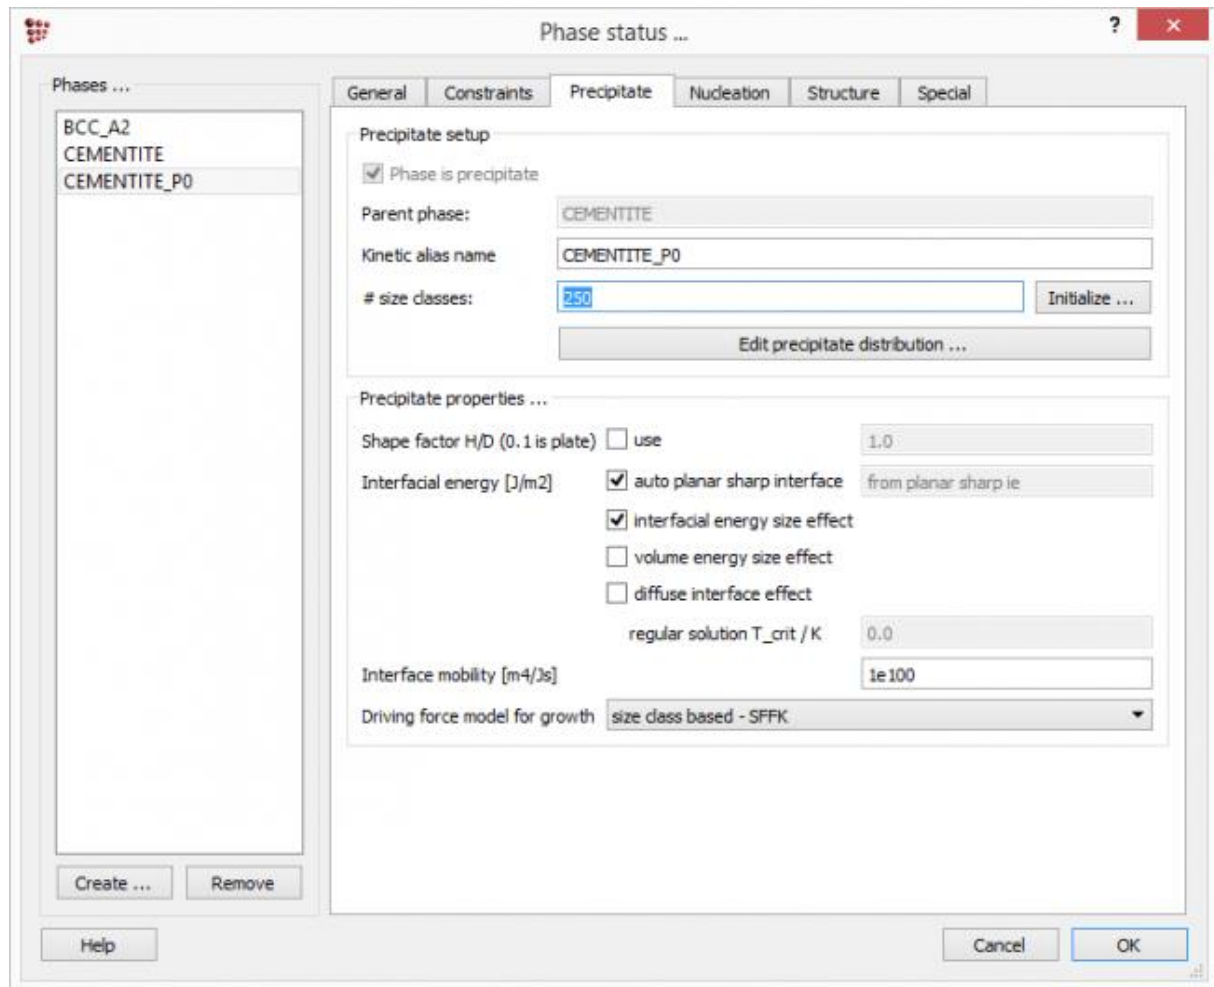 Phase status ...
?
Phases ...
BCC_A2
CEMENTITE
CEMENTITE_P0
Create ...
Remove
General
Constraints
Precipitate
Nucleation
Structure
Special
Precipitate setup
Phase is precipitate
Parent phase:
CEMENTITE
Kinetic alias name
CEMENTITE_P0
# size classes:
250
Initialize ...
Edit precipitate distribution ...
Precipitate properties ...
Shape factor H/D (0.1 is plate)
use
1.0
Interfacial energy [J/m2]
auto planar sharp interface
from planar sharp ie
interfacial energy size effect
volume energy size effect
diffuse interface effect
regular solution T_crit / K
0.0
Interface mobility [m4/Js]
1e100
Driving force model for growth
size class based - SFFK
Help
Cancel
OK